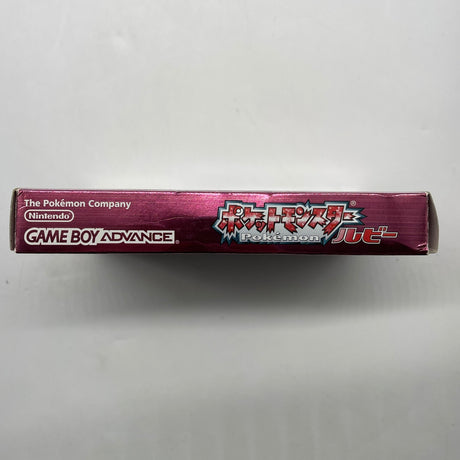 The Pokémon Company
Nintendo
GAME BOY ADVANCE
ポケットモンスター
Pokémon ルビー